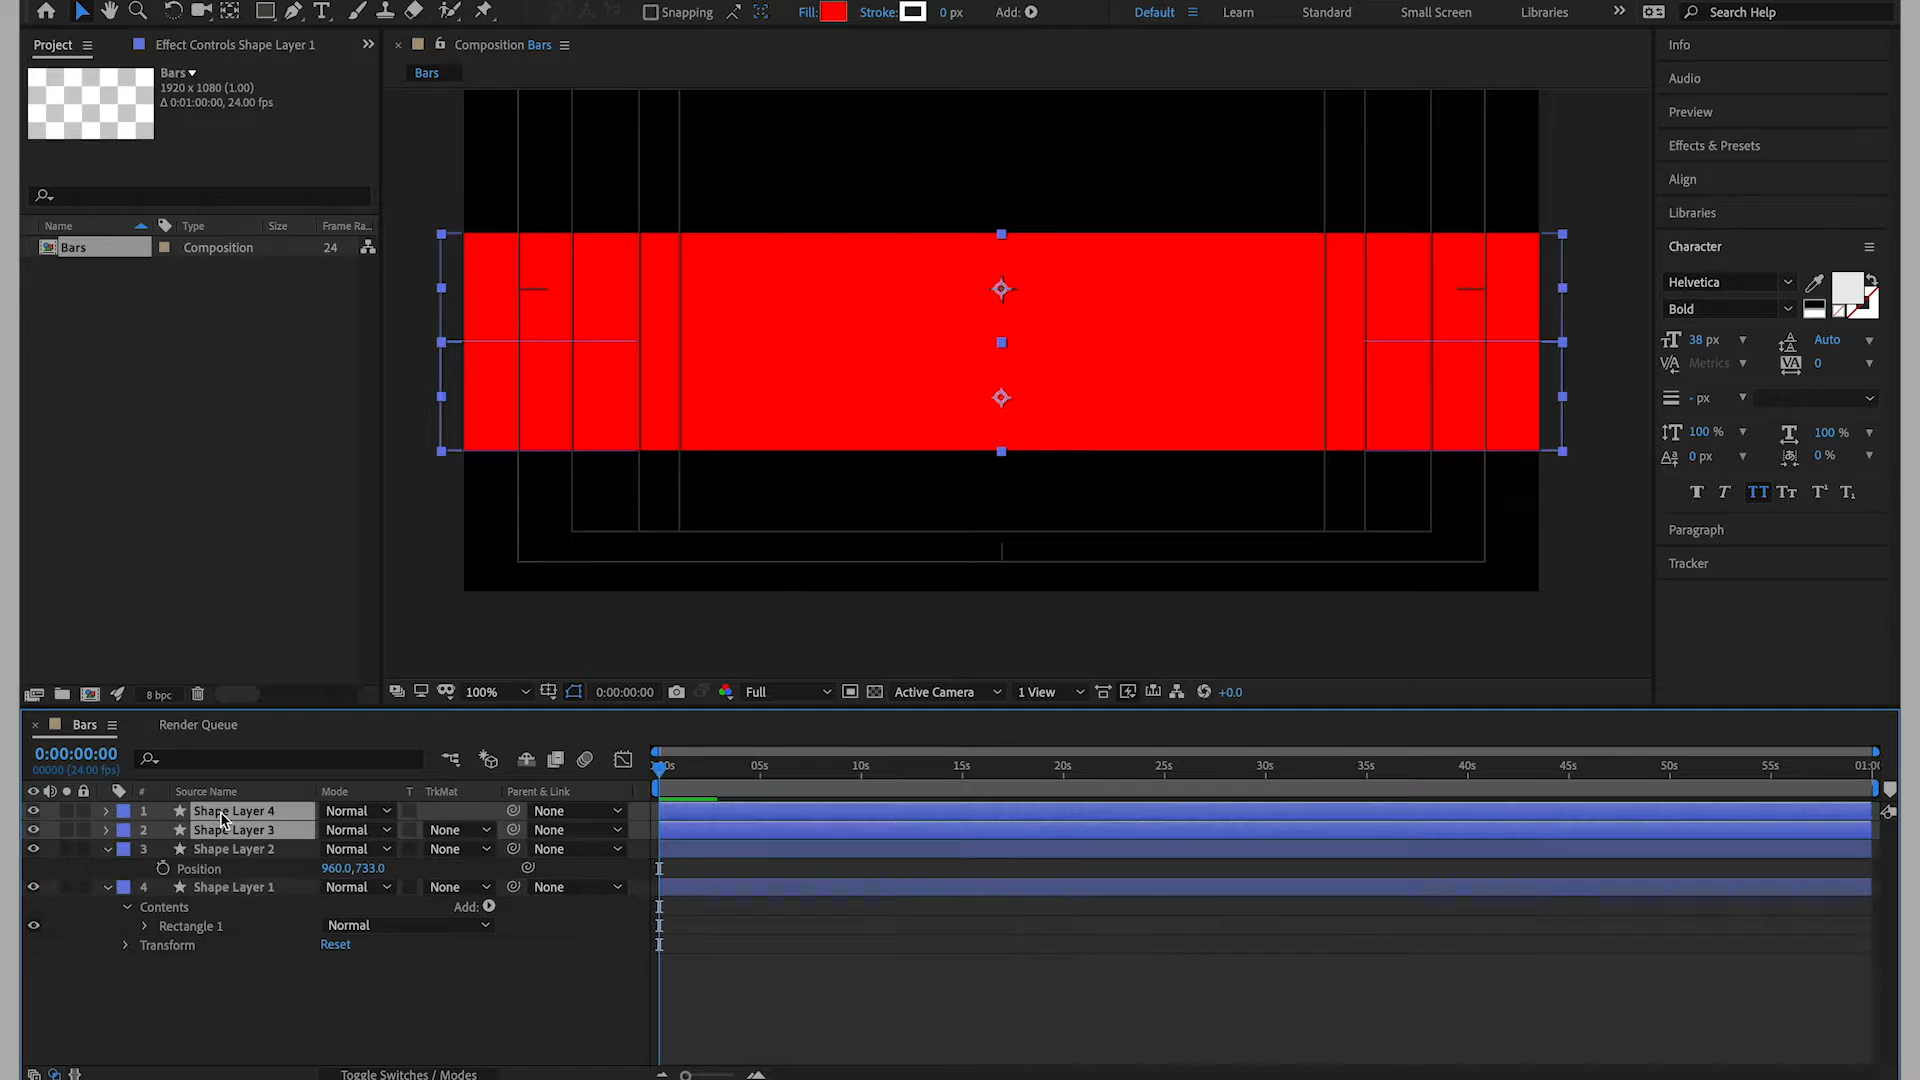 Snapping Fill: Stroke: 0 px Add: Default Learn Standard Small Screen Libraries Search Help
Project Effect Controls Shape Layer 1 Composition Bars Info
Bars
1920 x 1080 (1.00)
Δ 0:01:00:00, 24.00 fps
Bars
Audio
Preview
Effects & Presets
Align
Libraries
Character
Name Type Size Frame Ra...
Bars Composition 24
Helvetica
Bold
38 px Auto
Metrics 0
- px
100 % 100 %
0 px 0 %
TT
Paragraph
Tracker
8 bpc 100% 0:00:00:00 Full Active Camera 1 View +0.0
Bars Render Queue
0:00:00:00
00000 (24.00 fps)
05s 10s 15s 20s 25s 30s 35s 40s 45s 50s 55s 01:0
# Source Name Mode T TrkMat Parent & Link
1 Shape Layer 4 Normal None
2 Shape Layer 3 Normal None None
3 Shape Layer 2 Normal None None
Position 960.0,733.0
4 Shape Layer 1 Normal None None
Contents Add:
Rectangle 1 Normal
Transform Reset
Toggle Switches / Modes